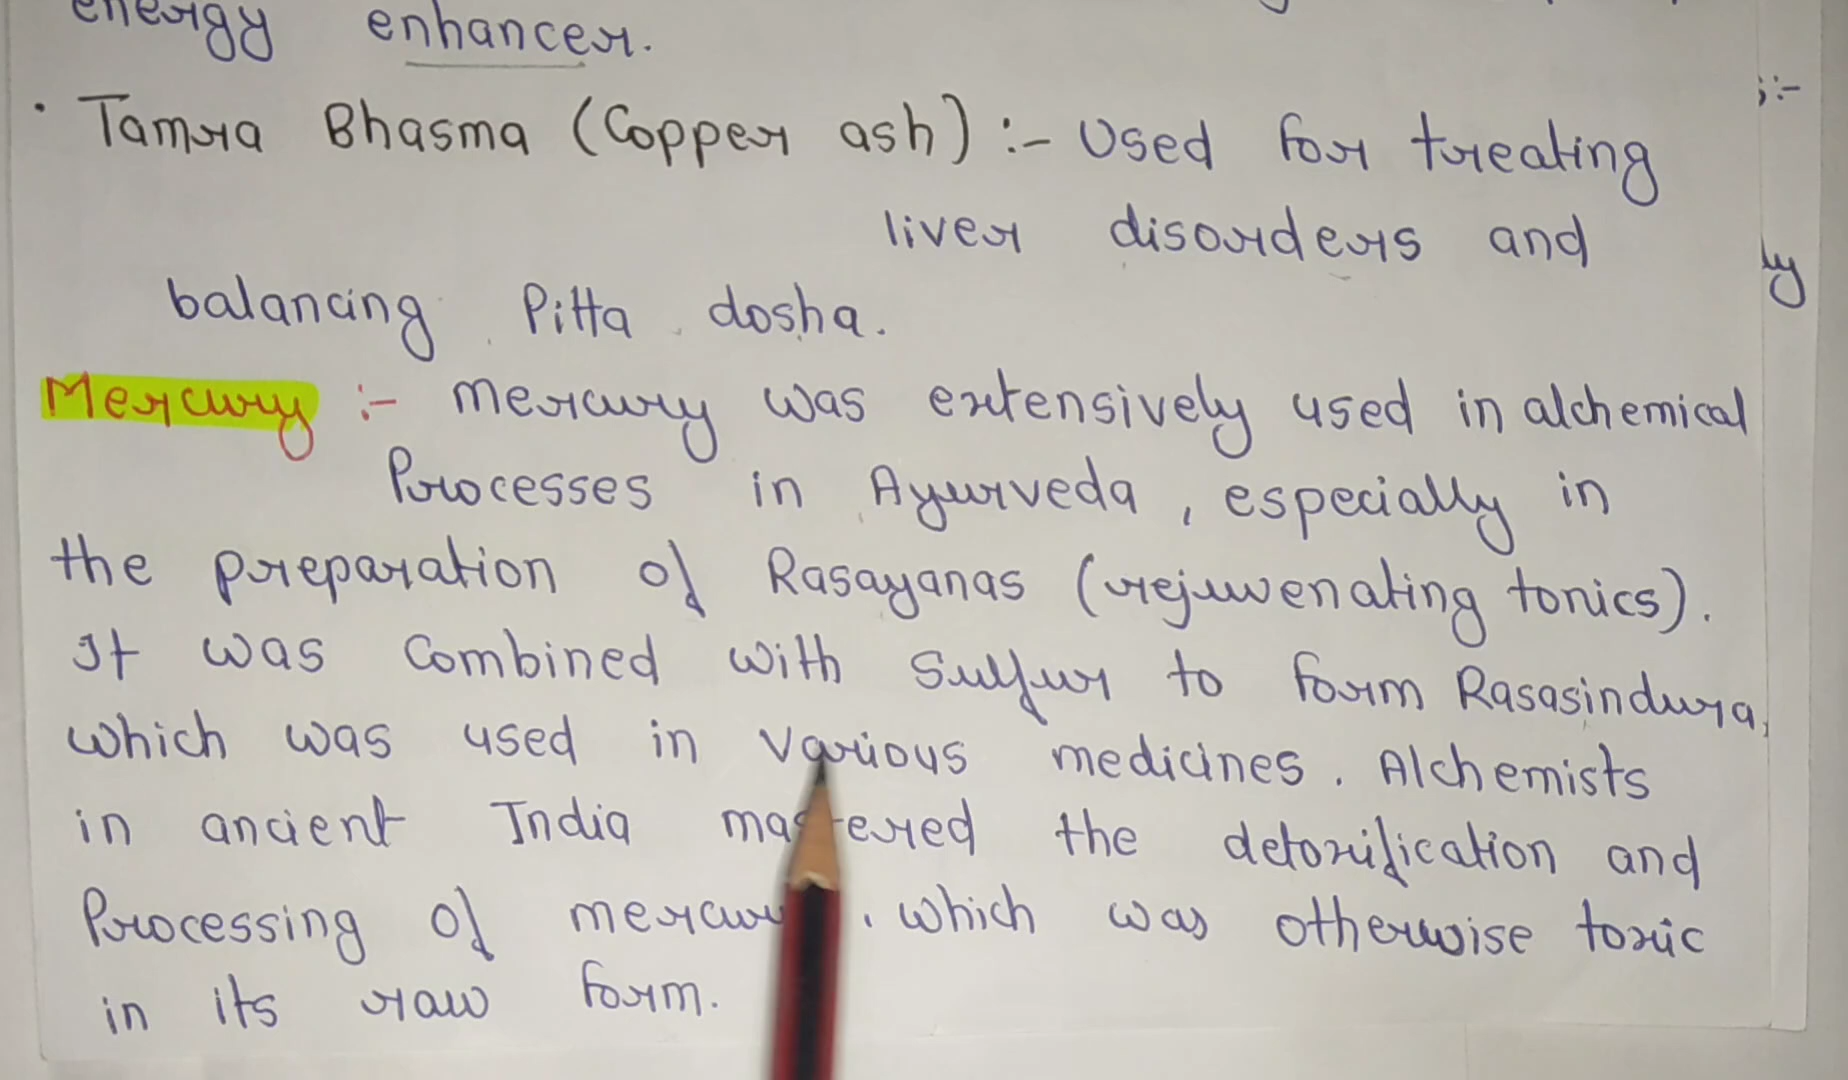 energy enhancer.
;:-
• Tamra Bhasma (Copper ash) :- Used for treating
liver disorders and
ly
balancing Pitta dosha.
Mercury :- Mercury was extensively used in alchemical
Processes in Ayurveda, especially in
the preparation of Rasayanas (rejuvenating tonics).
It was Combined with Sulfur to form Rasasindura,
which was used in various medicines. Alchemists
in ancient India mastered the detoxification and
Processing of mercury, which was otherwise toxic
in its raw form.